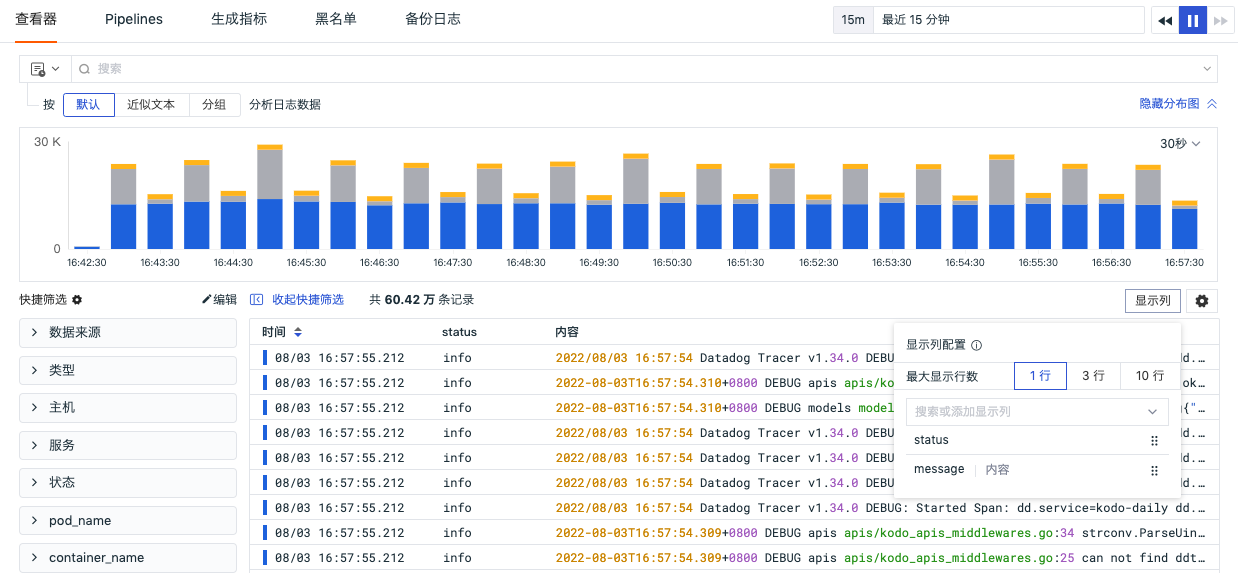 查看器 Pipelines 生成指标 黑名单 备份日志 15m 最近 15 分钟
搜索
按 默认 近似文本 分组 分析日志数据 隐藏分布图
30 K 30秒
0
16:42:30 16:43:30 16:44:30 16:45:30 16:46:30 16:47:30 16:48:30 16:49:30 16:50:30 16:51:30 16:52:30 16:53:30 16:54:30 16:55:30 16:56:30 16:57:30
快捷筛选 编辑 收起快捷筛选 共 60.42 万 条记录 显示列
数据来源
类型
主机
服务
状态
pod_name
container_name
时间 status 内容
08/03 16:57:55.212 info 2022/08/03 16:57:54 Datadog Tracer v1.34.0 DEBU dd.…
08/03 16:57:55.212 info 2022-08-03T16:57:54.310+0800 DEBUG apis apis/ko ok…
08/03 16:57:55.212 info 2022-08-03T16:57:54.310+0800 DEBUG models model {"…
08/03 16:57:55.212 info 2022/08/03 16:57:54 Datadog Tracer v1.34.0 DEBU dd.…
08/03 16:57:55.212 info 2022/08/03 16:57:54 Datadog Tracer v1.34.0 DEBU dd.…
08/03 16:57:55.212 info 2022/08/03 16:57:54 Datadog Tracer v1.34.0 DEBU dd.…
08/03 16:57:55.212 info 2022/08/03 16:57:54 Datadog Tracer v1.34.0 DEBUG: Started Span: dd.service=kodo-daily dd.…
08/03 16:57:55.212 info 2022-08-03T16:57:54.309+0800 DEBUG apis apis/kodo_apis_middlewares.go:34 strconv.ParseUin…
08/03 16:57:55.212 info 2022-08-03T16:57:54.309+0800 DEBUG apis apis/kodo_apis_middlewares.go:25 can not find ddt…
显示列配置
最大显示行数 1 行 3 行 10 行
搜索或添加显示列
status
message 内容